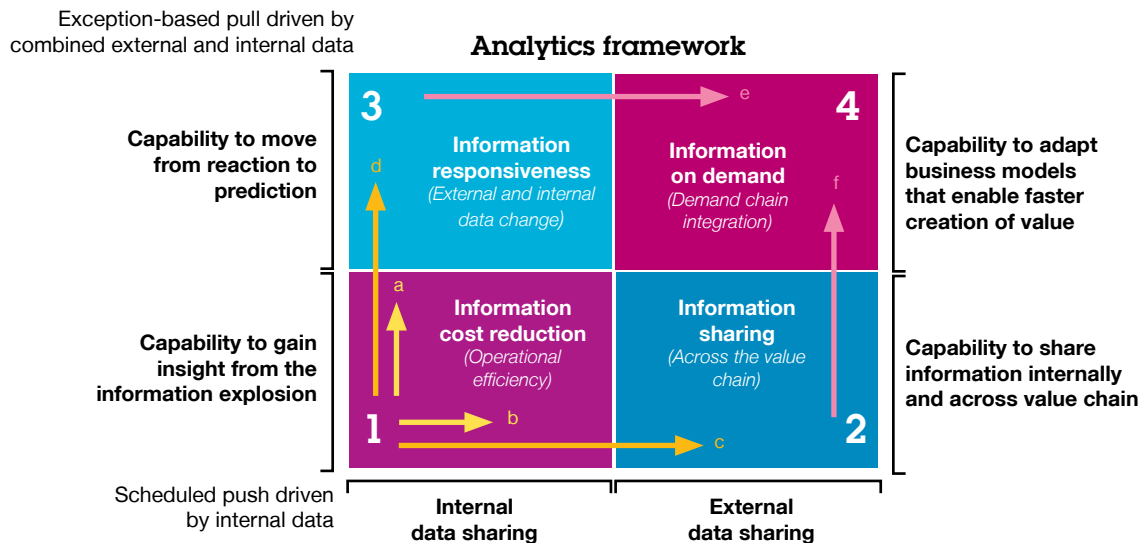 Exception-based pull driven by
combined external and internal data
Analytics framework
3
e
4
Capability to move
from reaction to
prediction
d
Information
responsiveness
(External and internal
data change)
Information
on demand
(Demand chain
integration)
f
Capability to adapt
business models
that enable faster
creation of value
a
Capability to gain
insight from the
information explosion
Information
cost reduction
(Operational
efficiency)
Information
sharing
(Across the value
chain)
Capability to share
information internally
and across value chain
1
b
c
2
Scheduled push driven
by internal data
Internal
data sharing
External
data sharing